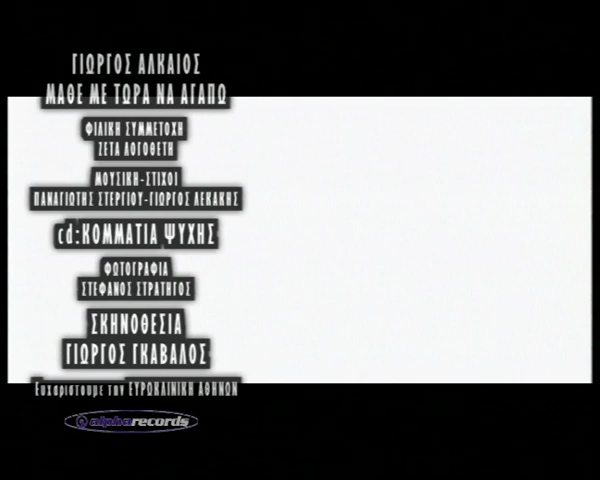 ΓΙΩΡΓΟΣ ΑΛΚΑΙΟΣ
ΜΑΘΕ ΜΕ ΤΩΡΑ ΝΑ ΑΓΑΠΩ
ΦΙΛΙΚΗ ΣΥΜΜΕΤΟΧΗ
ΖΕΤΑ ΛΟΓΟΘΕΤΗ
ΜΟΥΣΙΚΗ-ΣΤΙΧΟΙ
ΠΑΝΑΓΙΩΤΗΣ ΣΤΕΡΓΙΟΥ-ΓΙΩΡΓΟΣ ΛΕΚΑΚΗΣ
cd:ΚΟΜΜΑΤΙΑ ΨΥΧΗΣ
ΦΩΤΟΓΡΑΦΙΑ
ΣΤΕΦΑΝΟΣ ΣΤΡΑΤΗΓΟΣ
ΣΚΗΝΟΘΕΣΙΑ
ΓΙΩΡΓΟΣ ΓΚΑΒΑΛΟΣ
Ευχαριστουμε την ΕΥΡΩΚΛΙΝΙΚΗ ΑΘΗΝΩΝ
alpharecords